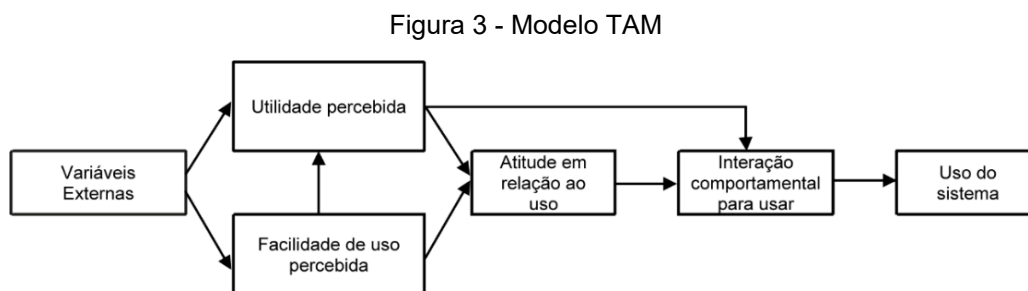 Figura 3 - Modelo TAM
Utilidade percebida
Variáveis
Externas
Facilidade de uso
percebida
Atitude em
relação ao
uso
Interação
comportamental
para usar
Uso do
sistema